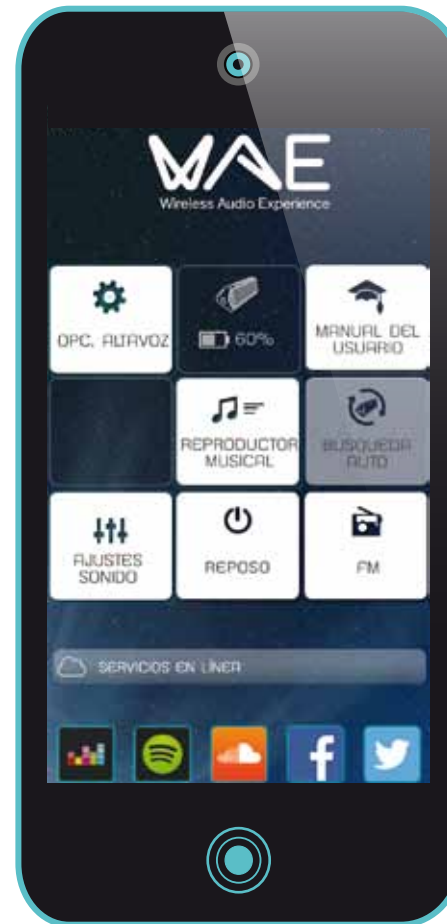 WAE
Wireless Audio Experience
OPC. ALTAVOZ
60%
MANUAL DEL
USUARIO
REPRODUCTOR
MUSICAL
BUSQUEDA
AUTO
AJUSTES
SONIDO
REPOSO
FM
SERVICIOS EN LÍNEA
f